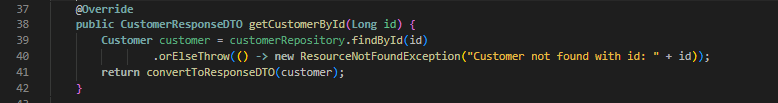 37 @Override
38 public CustomerResponseDTO getCustomerById(Long id) {
39 Customer customer = customerRepository.findById(id)
40 .orElseThrow(() -> new ResourceNotFoundException("Customer not found with id: " + id));
41 return convertToResponseDTO(customer);
42 }